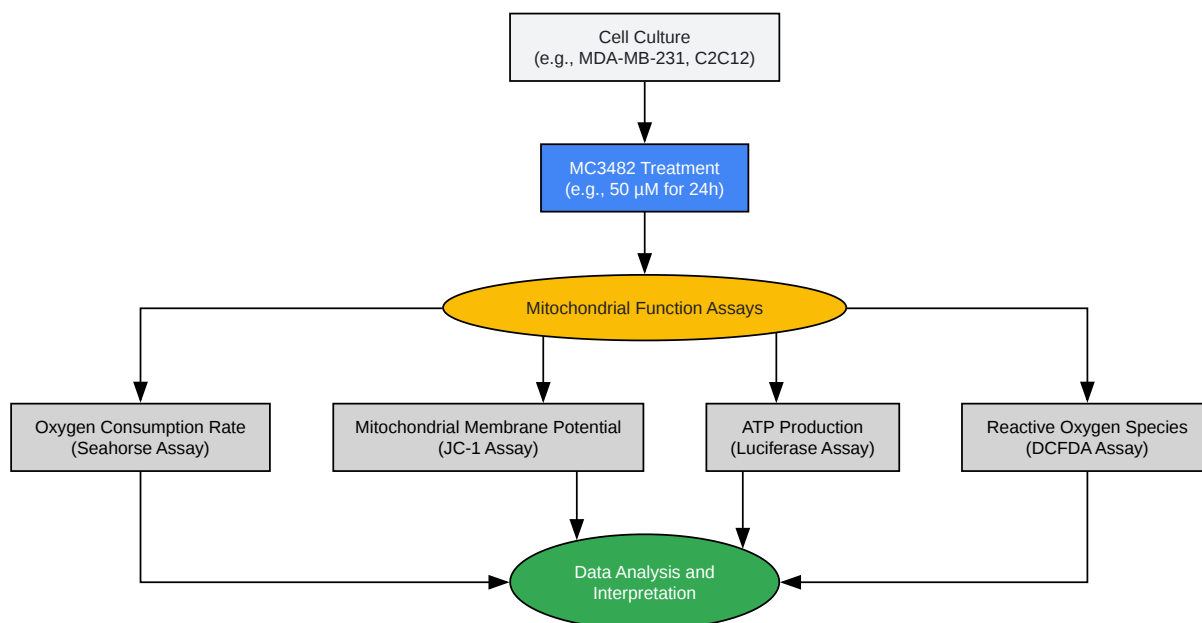 Cell Culture
(e.g., MDA-MB-231, C2C12)
MC3482 Treatment
(e.g., 50 µM for 24h)
Mitochondrial Function Assays
Oxygen Consumption Rate
(Seahorse Assay)
Mitochondrial Membrane Potential
(JC-1 Assay)
ATP Production
(Luciferase Assay)
Reactive Oxygen Species
(DCFDA Assay)
Data Analysis and
Interpretation